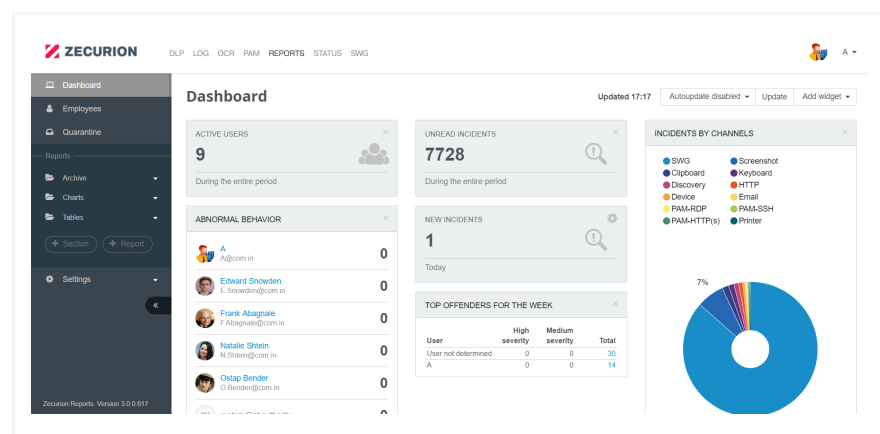 ZECURION
DLP LOG OCR PAM REPORTS STATUS SWG
A
Dashboard
Employees
Quarantine
Reports
Archive
Charts
Tables
+ Section + Report
Settings
«
Zecurion Reports. Version 3.0.0.617
Dashboard
Updated 17:17 Autoupdate disabled Update Add widget
ACTIVE USERS ×
9
During the entire period
ABNORMAL BEHAVIOR ×
A 0
A@com.in
Edward Snowden 0
E.Snowden@com.in
Frank Abagnale 0
F.Abagnale@com.in
Natalie Shtein 0
N.Shtein@com.in
Ostap Bender 0
O.Bender@com.in
UNREAD INCIDENTS ×
7728
During the entire period
NEW INCIDENTS
1
Today
TOP OFFENDERS FOR THE WEEK ×
High Medium
User severity severity Total
User not determined 0 0 30
A 0 0 14
INCIDENTS BY CHANNELS ×
SWG Screenshot
Clipboard Keyboard
Discovery HTTP
Device Email
PAM-RDP PAM-SSH
PAM-HTTP(s) Printer
7%